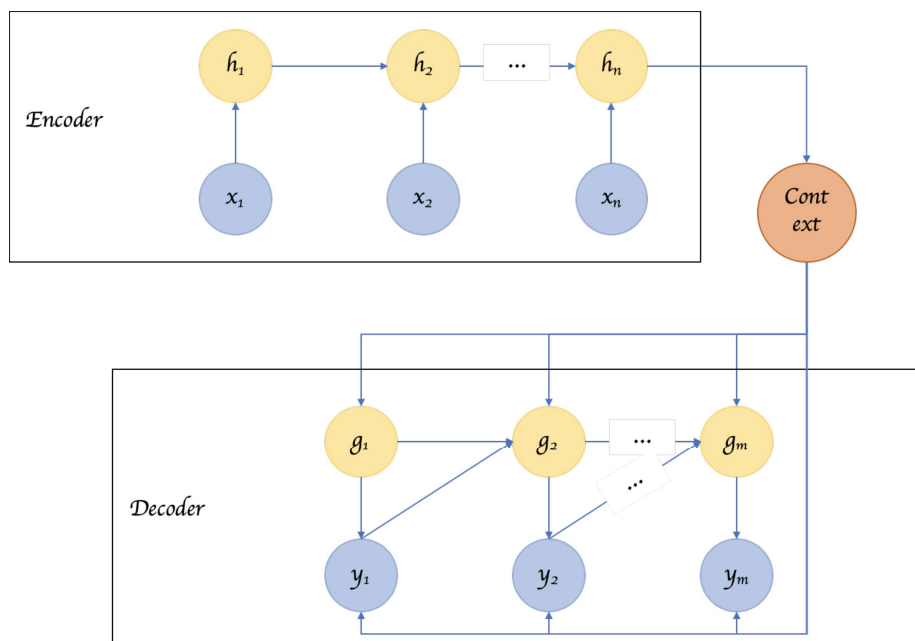 h₁ h₂ ... hₙ
Encoder
x₁ x₂ xₙ
Cont
ext
g₁ g₂ ... gₘ
...
Decoder
y₁ y₂ yₘ